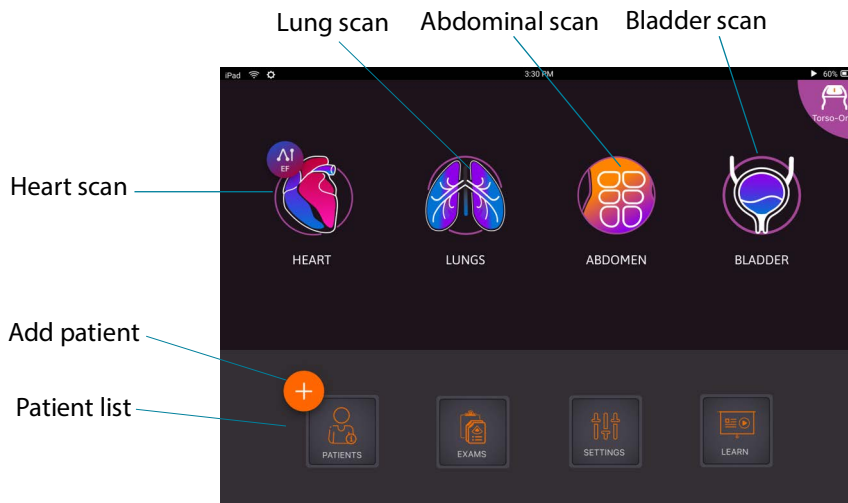 Lung scan
Abdominal scan
Bladder scan
iPad
3:30 PM
60%
Torso-On
EF
Heart scan
HEART
LUNGS
ABDOMEN
BLADDER
Add patient
Patient list
PATIENTS
EXAMS
SETTINGS
LEARN